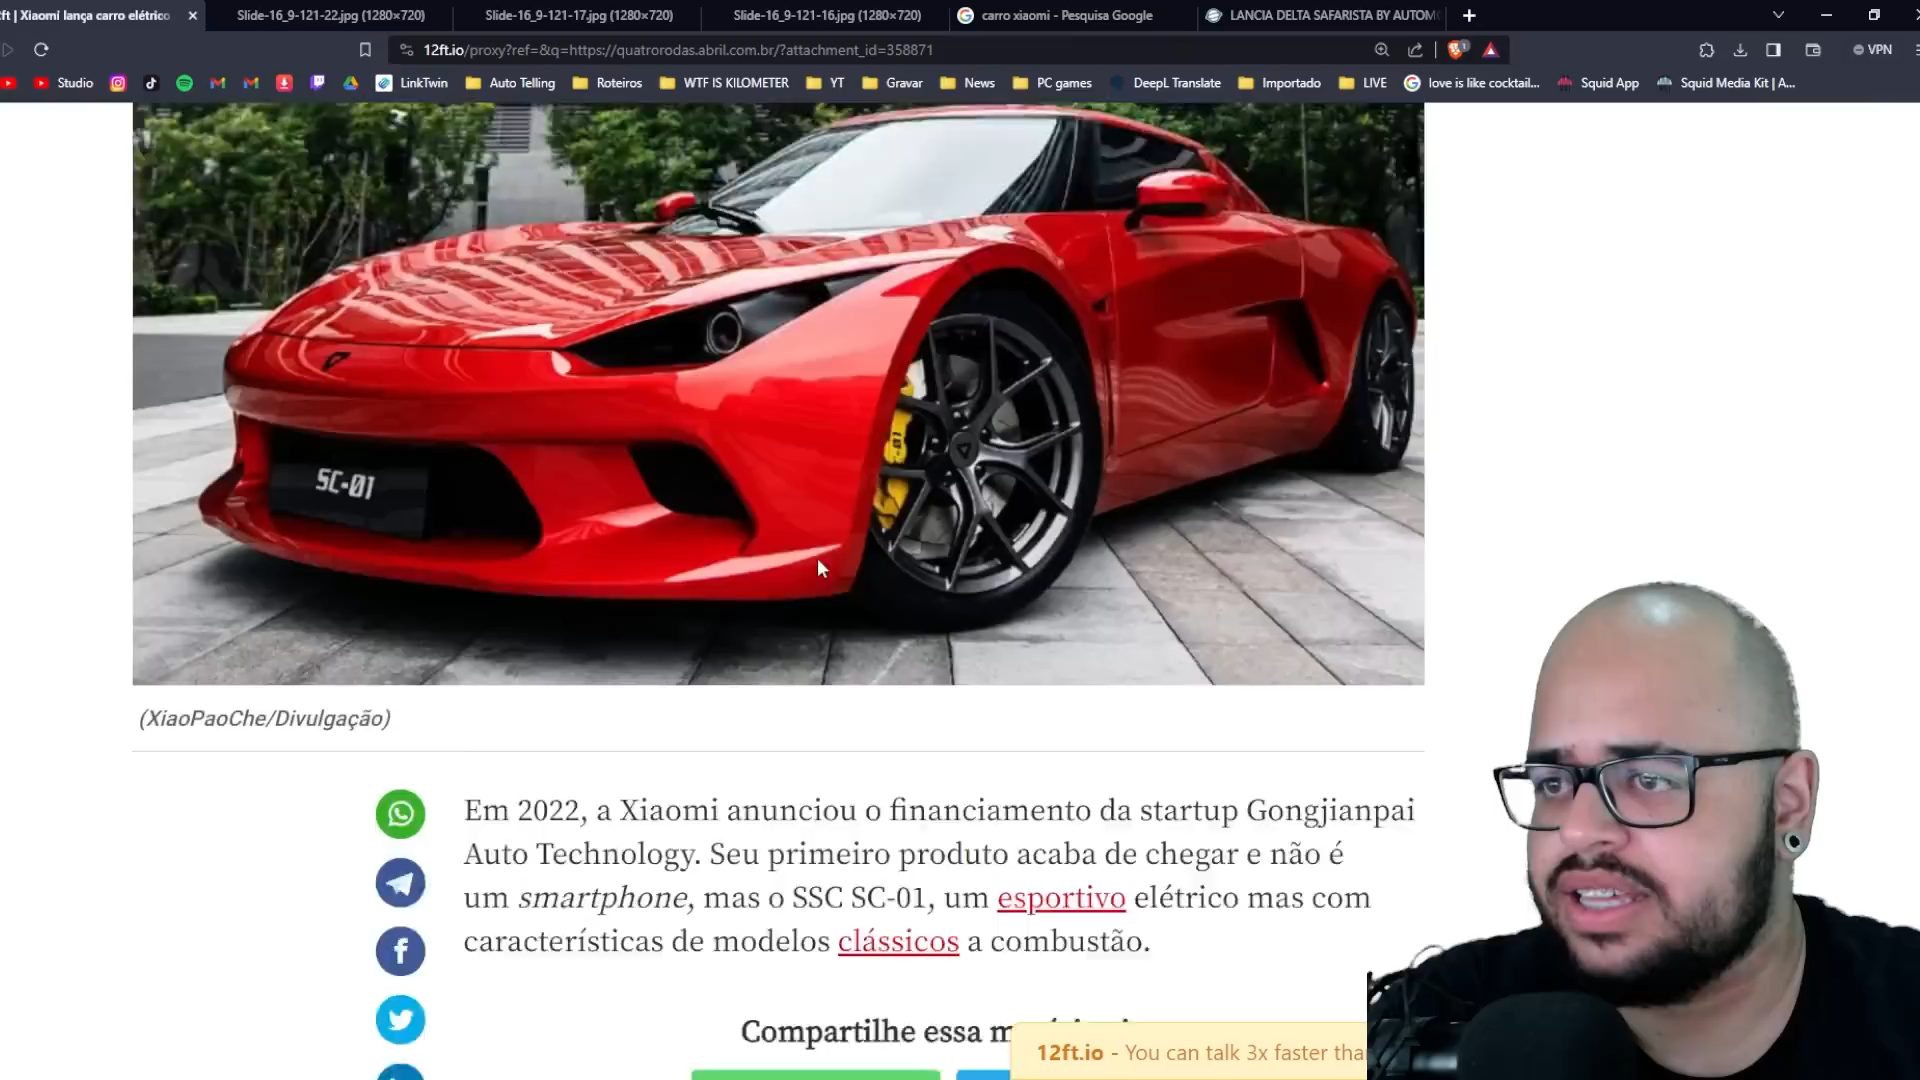 ft | Xiaomi lança carro elétrico
Slide-16_9-121-22.jpg (1280×720)
Slide-16_9-121-17.jpg (1280×720)
Slide-16_9-121-16.jpg (1280×720)
carro xiaomi - Pesquisa Google
LANCIA DELTA SAFARISTA BY AUTOM
12ft.io/proxy?ref=&q=https://quatrorodas.abril.com.br/?attachment_id=358871
1
VPN
Studio
LinkTwin
Auto Telling
Roteiros
WTF IS KILOMETER
YT
Gravar
News
PC games
DeepL Translate
Importado
LIVE
love is like cocktail...
Squid App
Squid Media Kit | A...
SC-01
(XiaoPaoChe/Divulgação)
Em 2022, a Xiaomi anunciou o financiamento da startup Gongjianpai
Auto Technology. Seu primeiro produto acaba de chegar e não é
um smartphone, mas o SSC SC-01, um esportivo elétrico mas com
características de modelos clássicos a combustão.
Compartilhe essa
12ft.io - You can talk 3x faster tha